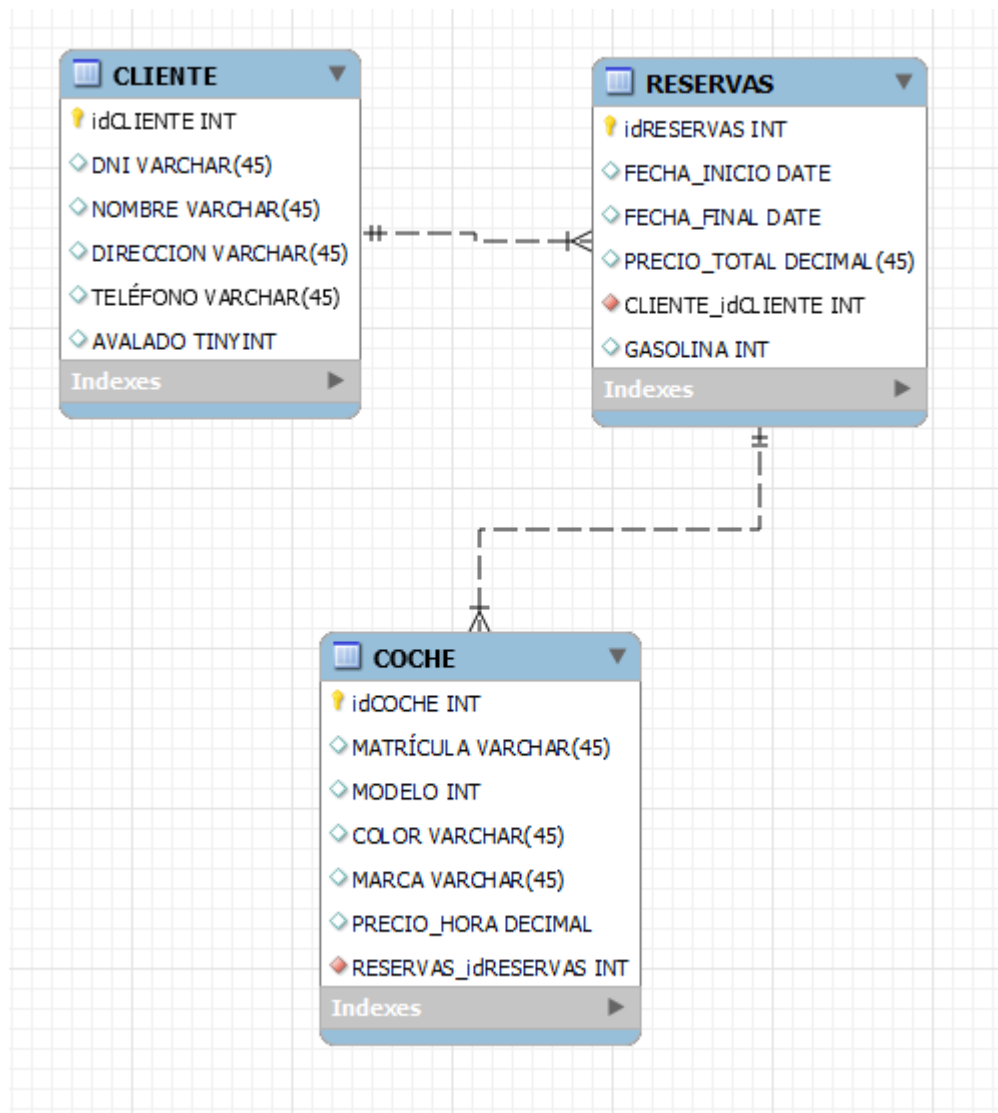 CLIENTE
idCLIENTE INT
DNI VARCHAR(45)
NOMBRE VARCHAR(45)
DIRECCION VARCHAR(45)
TELÉFONO VARCHAR(45)
AVALADO TINYINT
Indexes
RESERVAS
idRESERVAS INT
FECHA_INICIO DATE
FECHA_FINAL DATE
PRECIO_TOTAL DECIMAL(45)
CLIENTE_idCLIENTE INT
GASOLINA INT
Indexes
COCHE
idCOCHE INT
MATRÍCULA VARCHAR(45)
MODELO INT
COLOR VARCHAR(45)
MARCA VARCHAR(45)
PRECIO_HORA DECIMAL
RESERVAS_idRESERVAS INT
Indexes